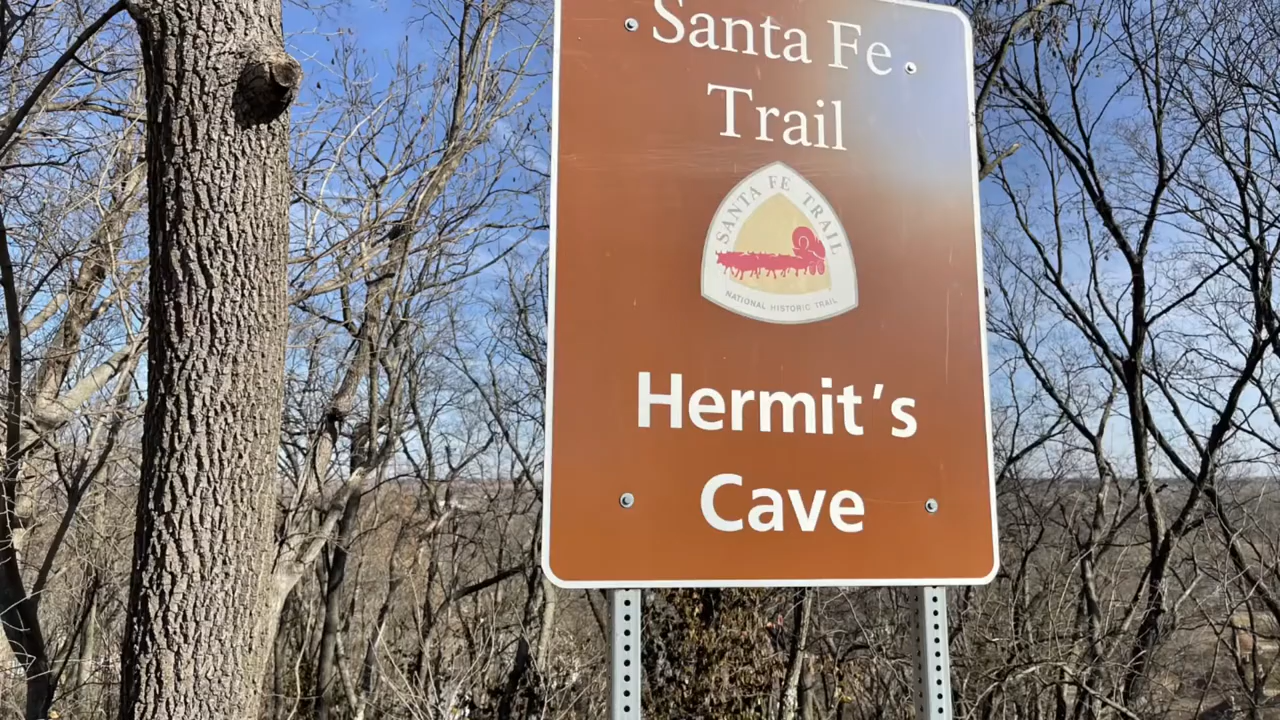 Santa Fe
Trail
SANTA FE TRAIL
NATIONAL HISTORIC TRAIL
Hermit's
Cave